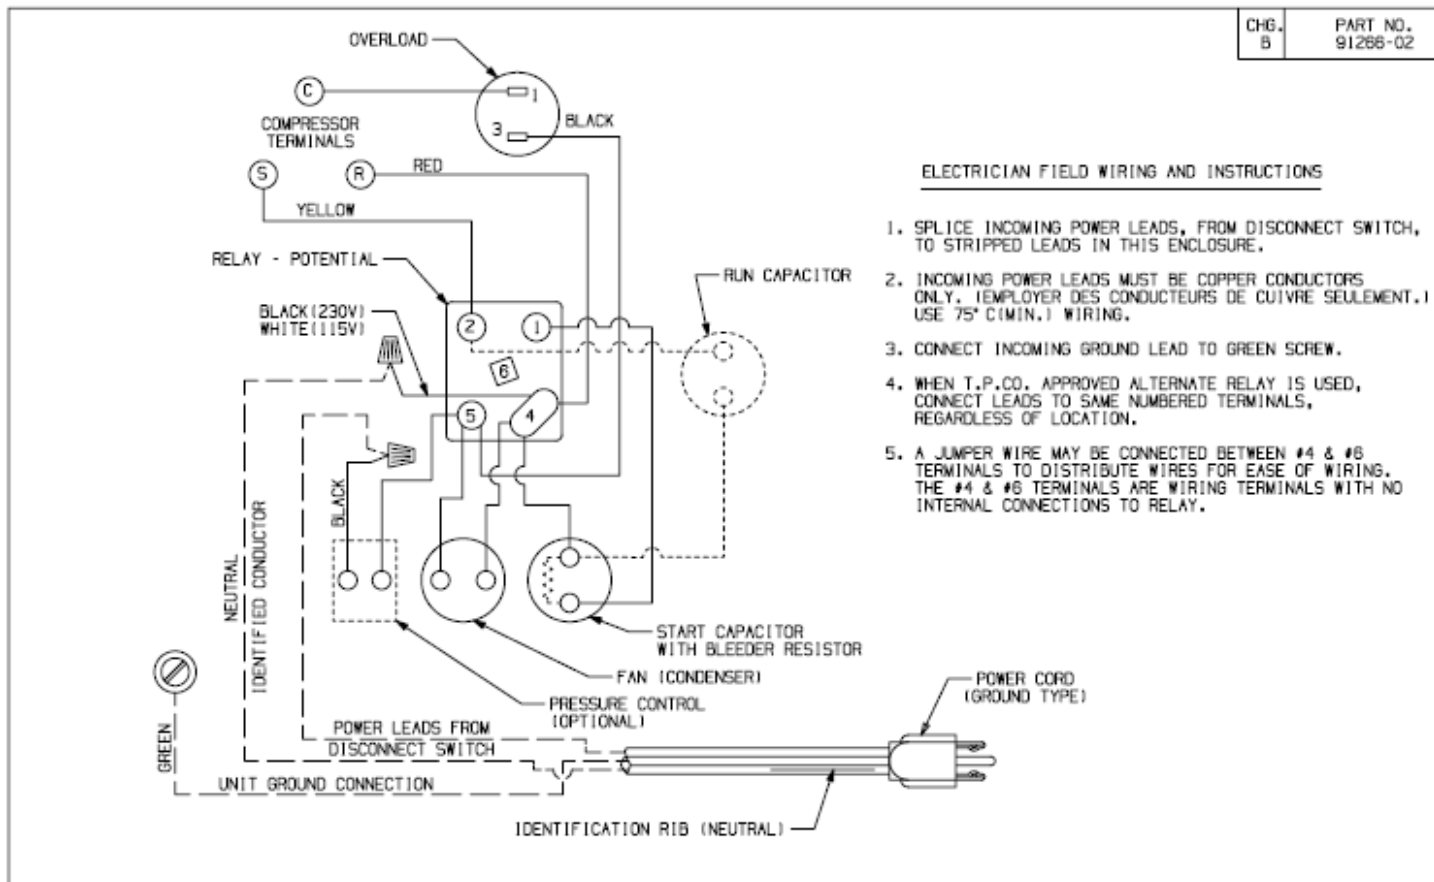 CHG. PART NO.
B 91266-02
OVERLOAD
C
1
3
BLACK
COMPRESSOR
TERMINALS
S
R
RED
YELLOW
RELAY - POTENTIAL
BLACK(230V)
WHITE(115V)
2
1
6
5
4
RUN CAPACITOR
ELECTRICIAN FIELD WIRING AND INSTRUCTIONS
1. SPLICE INCOMING POWER LEADS, FROM DISCONNECT SWITCH,
TO STRIPPED LEADS IN THIS ENCLOSURE.
2. INCOMING POWER LEADS MUST BE COPPER CONDUCTORS
ONLY. (EMPLOYER DES CONDUCTEURS DE CUIVRE SEULEMENT.)
USE 75° C(MIN.) WIRING.
3. CONNECT INCOMING GROUND LEAD TO GREEN SCREW.
4. WHEN T.P.CO. APPROVED ALTERNATE RELAY IS USED,
CONNECT LEADS TO SAME NUMBERED TERMINALS,
REGARDLESS OF LOCATION.
5. A JUMPER WIRE MAY BE CONNECTED BETWEEN #4 & #6
TERMINALS TO DISTRIBUTE WIRES FOR EASE OF WIRING.
THE #4 & #6 TERMINALS ARE WIRING TERMINALS WITH NO
INTERNAL CONNECTIONS TO RELAY.
BLACK
NEUTRAL
IDENTIFIED CONDUCTOR
START CAPACITOR
WITH BLEEDER RESISTOR
FAN (CONDENSER)
PRESSURE CONTROL
(OPTIONAL)
POWER CORD
(GROUND TYPE)
GREEN
POWER LEADS FROM
DISCONNECT SWITCH
UNIT GROUND CONNECTION
IDENTIFICATION RIB (NEUTRAL)